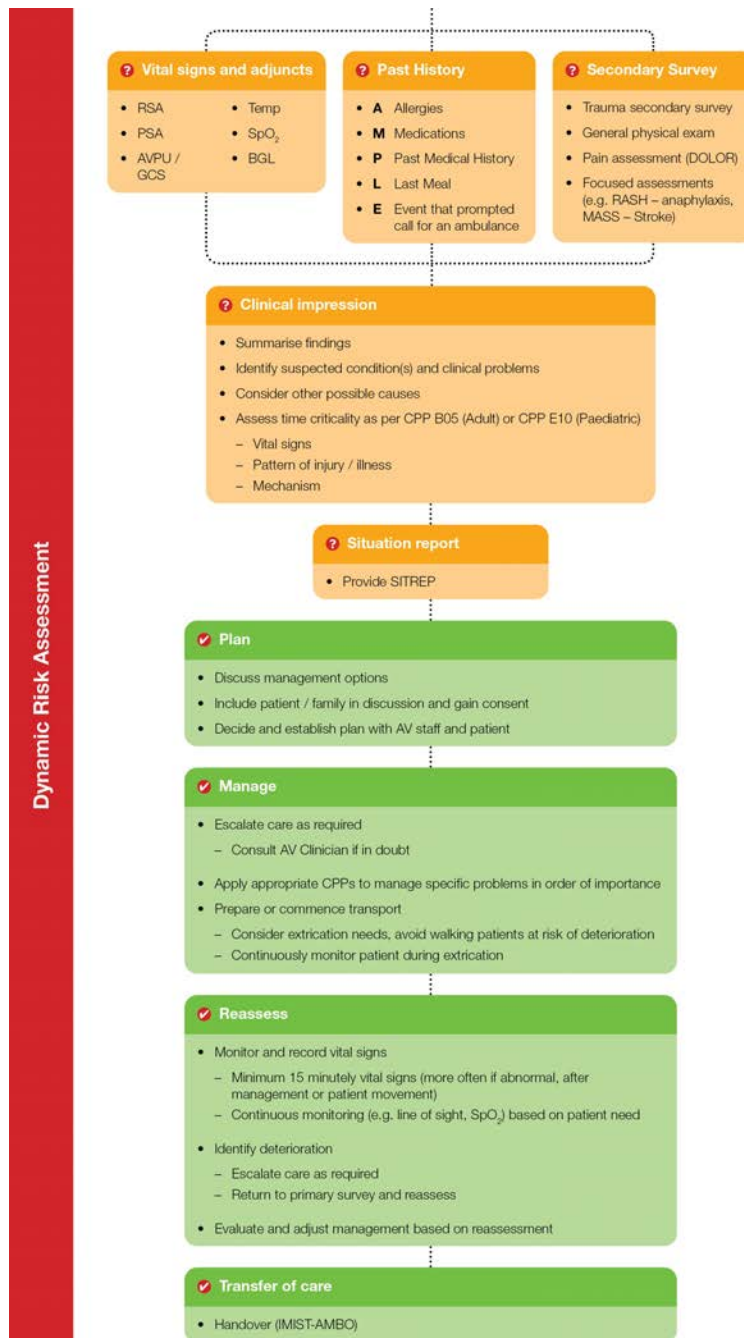 Dynamic Risk Assessment
Vital signs and adjuncts
• RSA
• PSA
• AVPU /
GCS
• Temp
• SpO₂
• BGL
Past History
• A Allergies
• M Medications
• P Past Medical History
• L Last Meal
• E Event that prompted
call for an ambulance
Secondary Survey
• Trauma secondary survey
• General physical exam
• Pain assessment (DOLOR)
• Focused assessments
(e.g. RASH – anaphylaxis,
MASS – Stroke)
Clinical impression
• Summarise findings
• Identify suspected condition(s) and clinical problems
• Consider other possible causes
• Assess time criticality as per CPP B05 (Adult) or CPP E10 (Paediatric)
– Vital signs
– Pattern of injury / illness
– Mechanism
Situation report
• Provide SITREP
Plan
• Discuss management options
• Include patient / family in discussion and gain consent
• Decide and establish plan with AV staff and patient
Manage
• Escalate care as required
– Consult AV Clinician if in doubt
• Apply appropriate CPPs to manage specific problems in order of importance
• Prepare or commence transport
– Consider extrication needs, avoid walking patients at risk of deterioration
– Continuously monitor patient during extrication
Reassess
• Monitor and record vital signs
– Minimum 15 minutely vital signs (more often if abnormal, after
management or patient movement)
– Continuous monitoring (e.g. line of sight, SpO₂) based on patient need
• Identify deterioration
– Escalate care as required
– Return to primary survey and reassess
• Evaluate and adjust management based on reassessment
Transfer of care
• Handover (IMIST-AMBO)